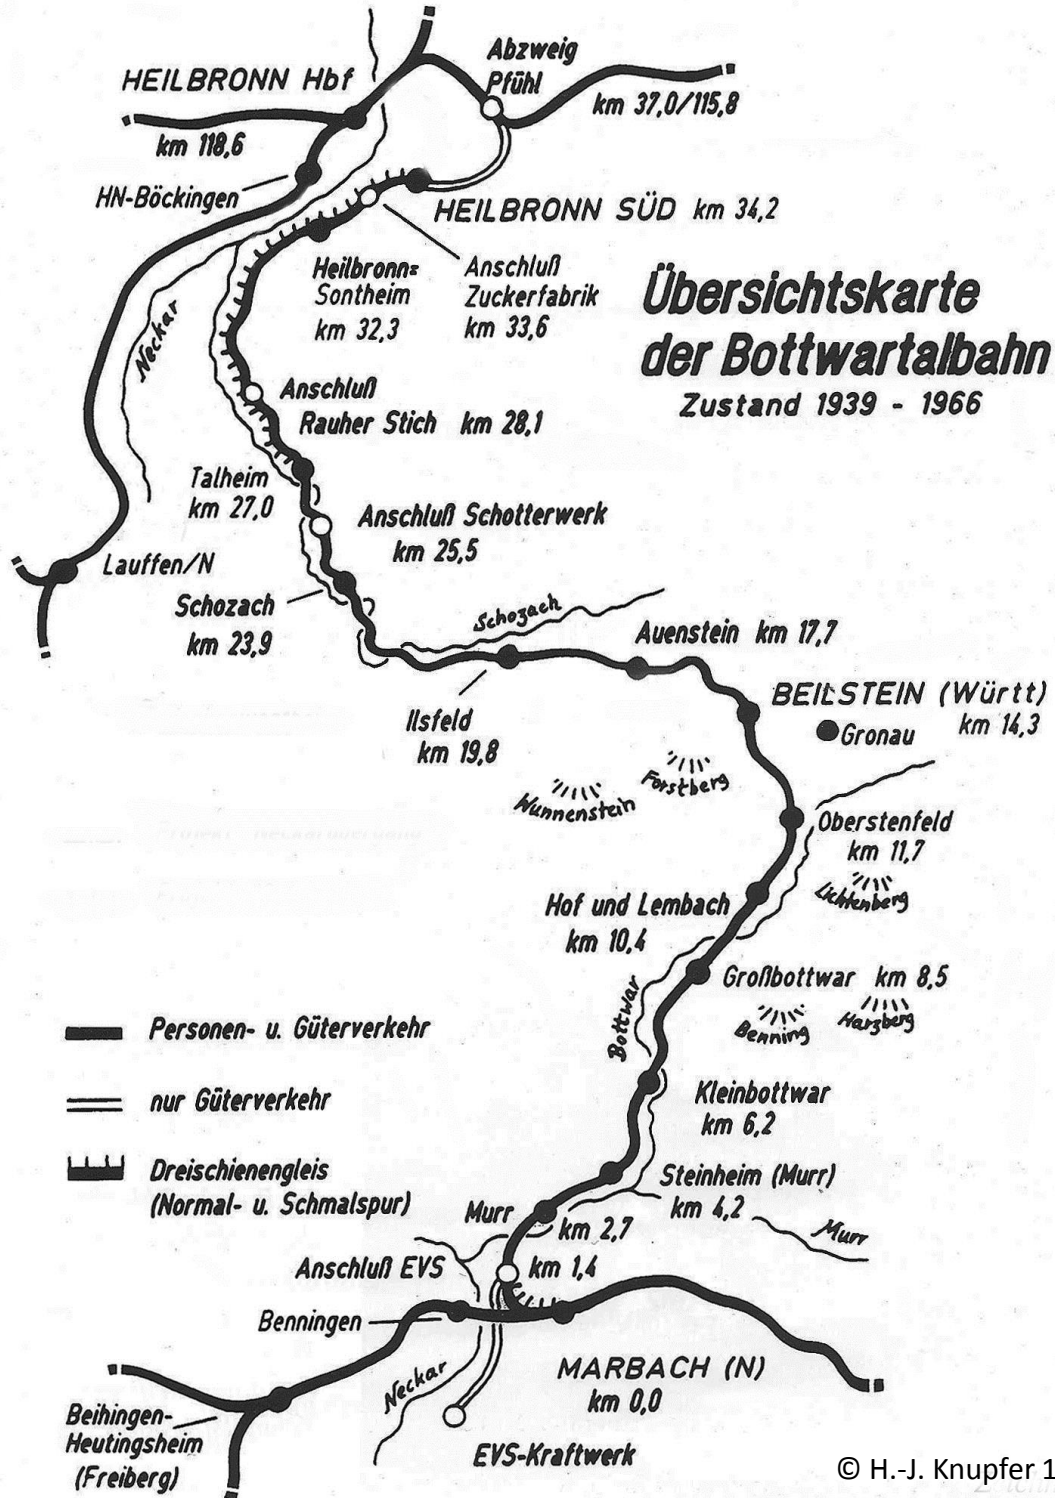 HEILBRONN Hbf
Abzweig
Pfühl
km 37,0/115,8
km 118,6
HN-Böckingen
HEILBRONN SÜD km 34,2
Heilbronn=
Sontheim
km 32,3
Anschluß
Zuckerfabrik
km 33,6
Übersichtskarte
der Bottwartalbahn
Zustand 1939 - 1966
Neckar
Anschluß
Rauher Stich km 28,1
Talheim
km 27,0
Anschluß Schotterwerk
km 25,5
Lauffen/N
Schozach
km 23,9
Schozach
Auenstein km 17,7
BEILSTEIN (Württ)
km 14,3
Gronau
Ilsfeld
km 19,8
Forstberg
Wunnenstein
Oberstenfeld
km 11,7
Lichtenberg
Hof und Lembach
km 10,4
Großbottwar km 8,5
Benning
Harzberg
Bottwar
Personen- u. Güterverkehr
nur Güterverkehr
Dreischienengleis
(Normal- u. Schmalspur)
Kleinbottwar
km 6,2
Steinheim (Murr)
km 4,2
Murr
km 2,7
Murr
Anschluß EVS
km 1,4
Benningen
MARBACH (N)
km 0,0
Neckar
Beihingen-
Heutingsheim
(Freiberg)
EVS-Kraftwerk
© H.-J. Knupfer 1